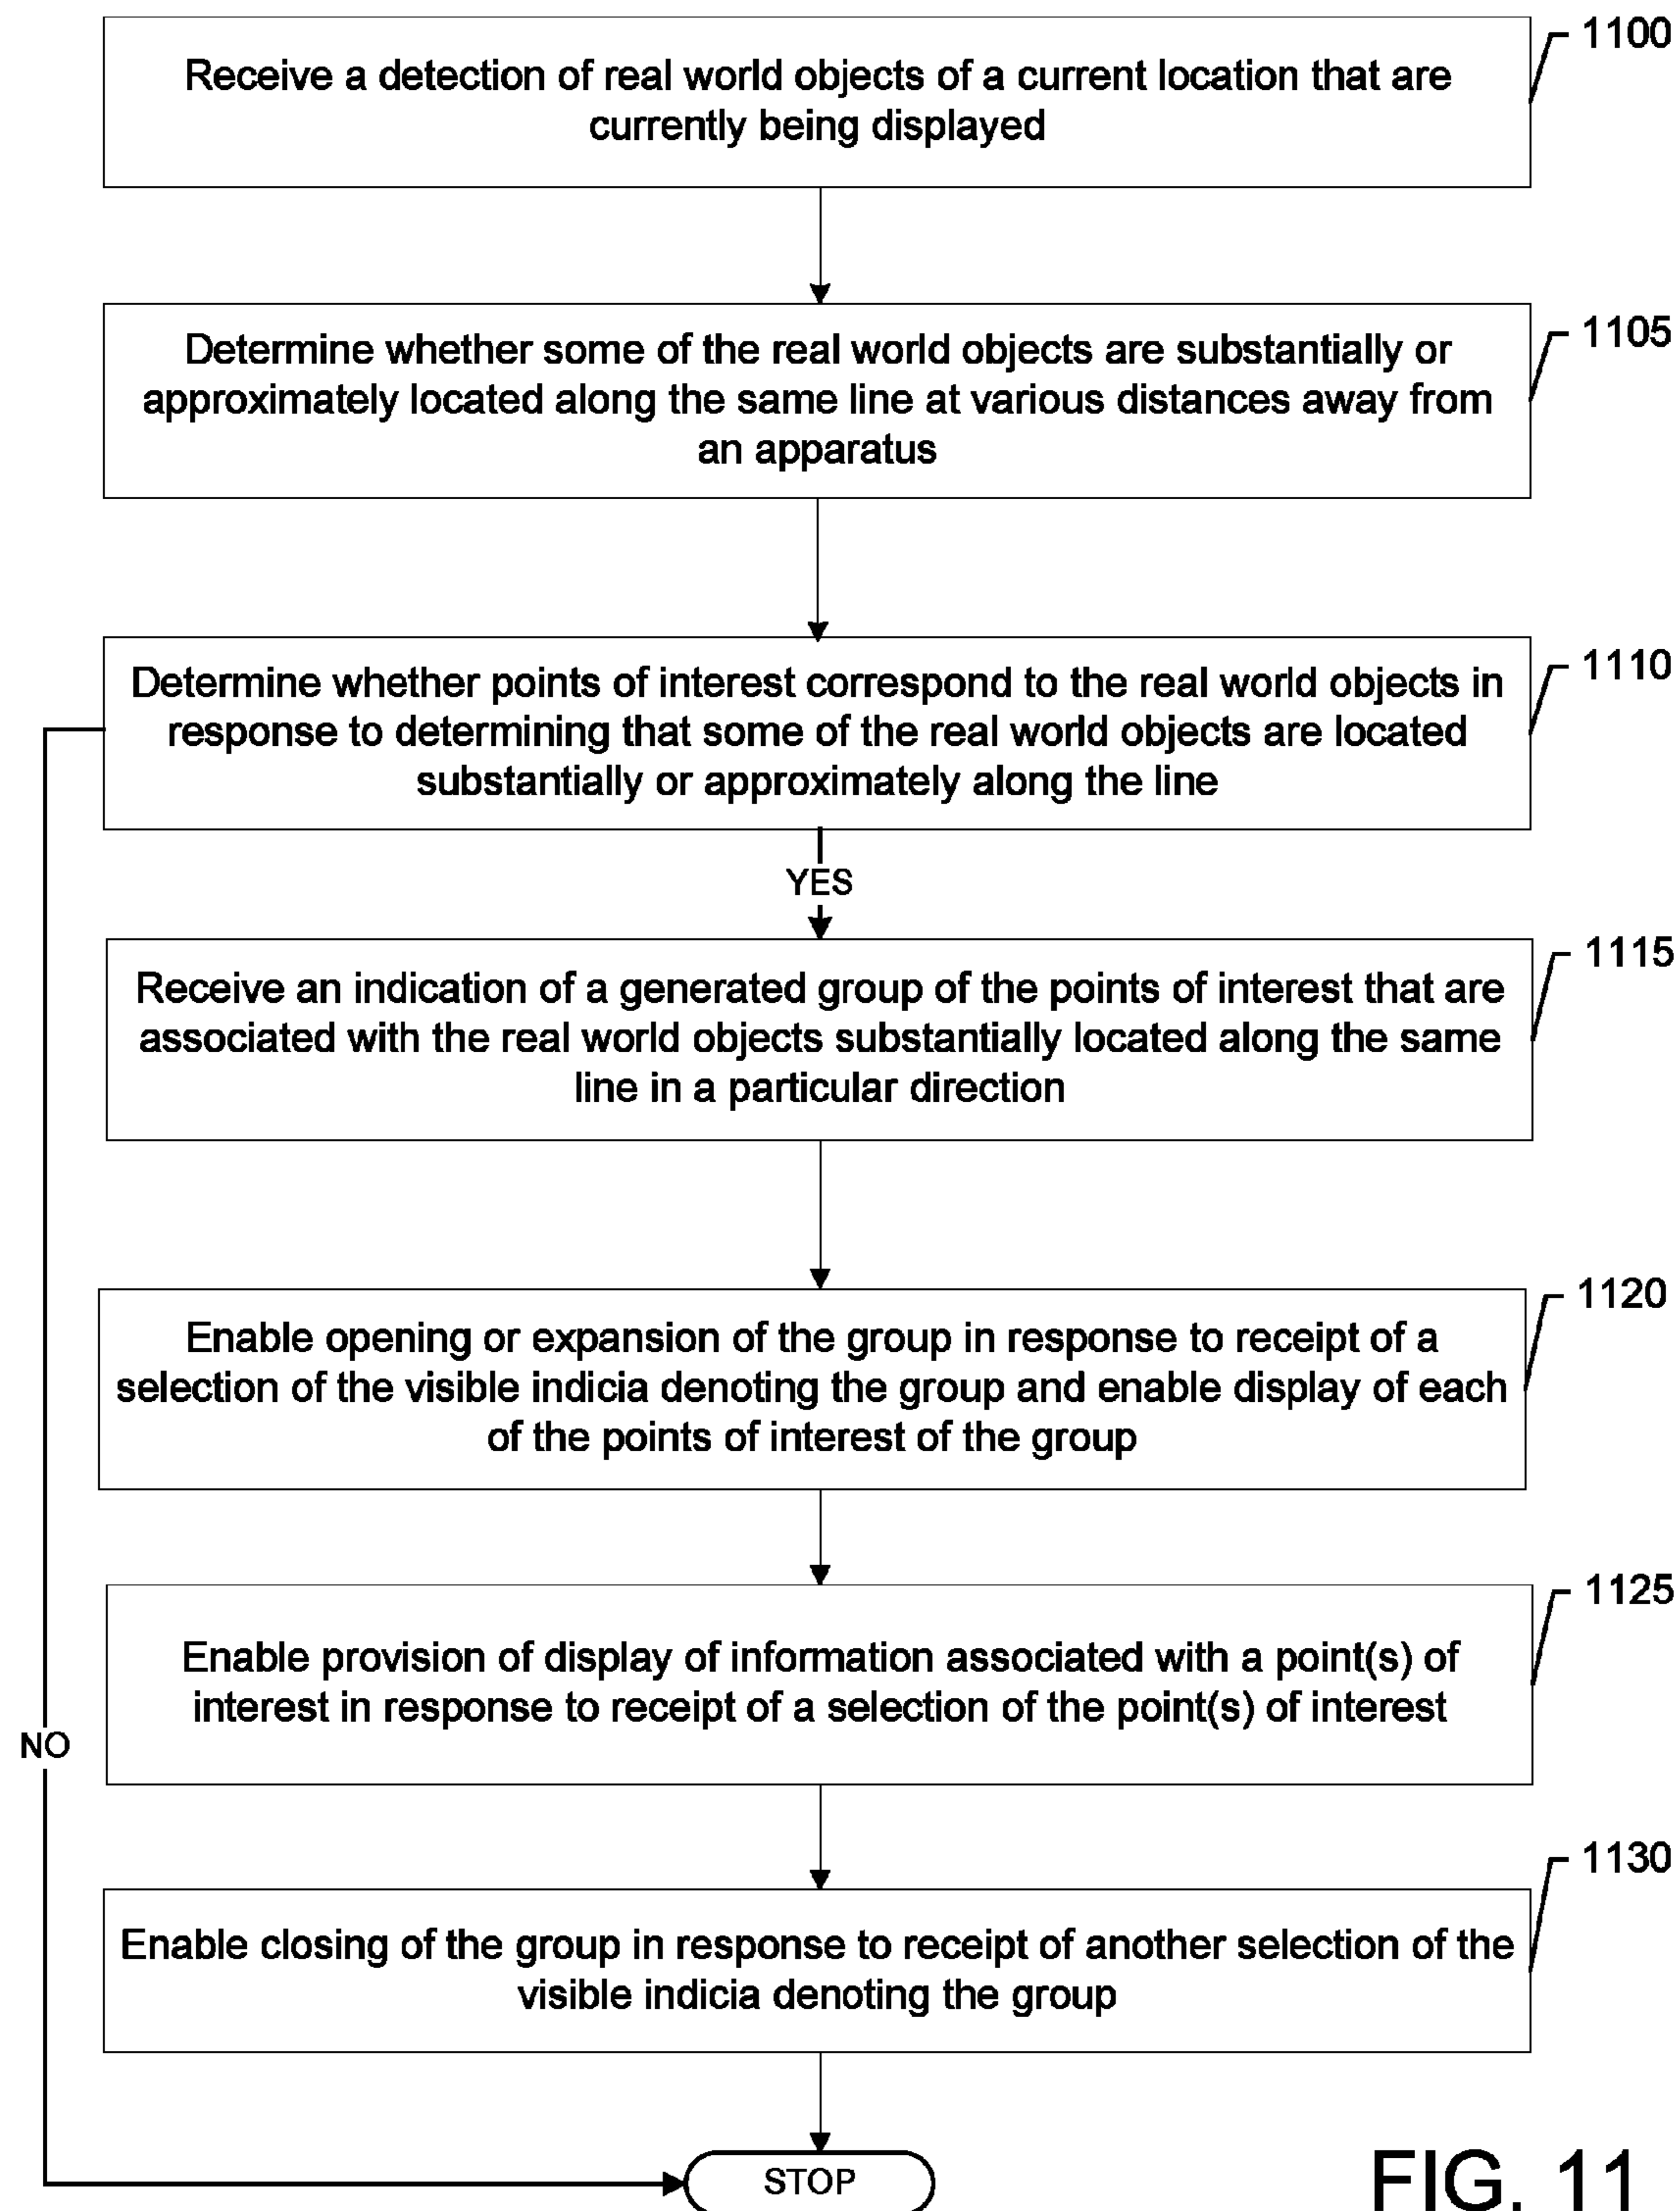 1100
Receive a detection of real world objects of a current location that are
currently being displayed
1105
Determine whether some of the real world objects are substantially or
approximately located along the same line at various distances away from
an apparatus
1110
Determine whether points of interest correspond to the real world objects in
response to determining that some of the real world objects are located
substantially or approximately along the line
YES
1115
Receive an indication of a generated group of the points of interest that are
associated with the real world objects substantially located along the same
line in a particular direction
1120
Enable opening or expansion of the group in response to receipt of a
selection of the visible indicia denoting the group and enable display of each
of the points of interest of the group
1125
Enable provision of display of information associated with a point(s) of
interest in response to receipt of a selection of the point(s) of interest
NO
1130
Enable closing of the group in response to receipt of another selection of the
visible indicia denoting the group
STOP
FIG. 11